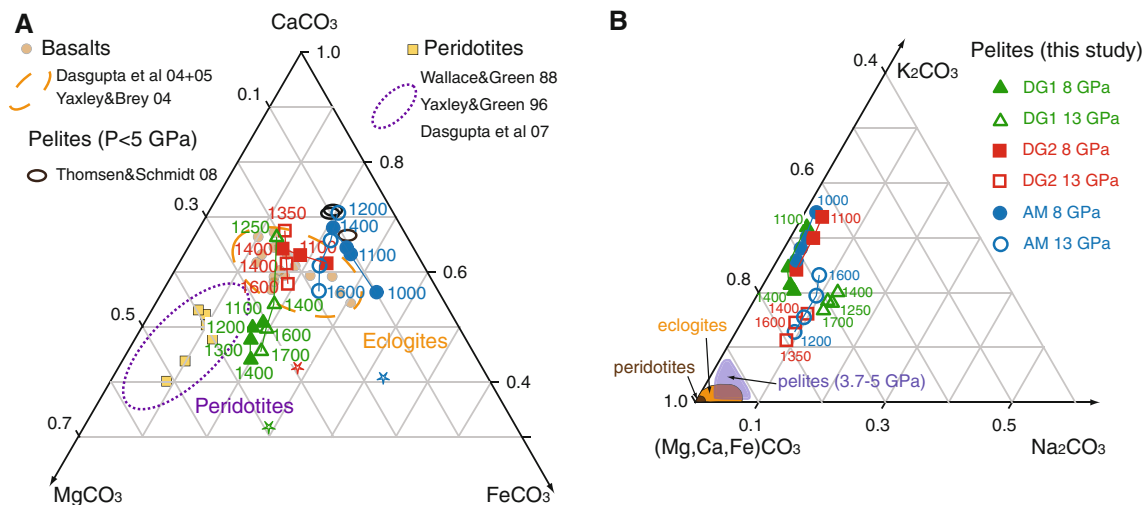 A
CaCO₃
1.0
Basalts
Dasgupta et al 04+05
Yaxley&Brey 04
Peridotites
Wallace&Green 88
Yaxley&Green 96
Dasgupta et al 07
Pelites (P<5 GPa)
Thomsen&Schmidt 08
0.1
0.8
0.3
1350
1200
1250
1400
1400
1100
1100
1400
0.6
600
1600
1000
1100
1400
0.5
1200
1600
Eclogites
1300
1700
1400
0.4
Peridotites
0.7
MgCO₃
FeCO₃
B
0.4
K₂CO₃
Pelites (this study)
DG1 8 GPa
DG1 13 GPa
DG2 8 GPa
DG2 13 GPa
AM 8 GPa
AM 13 GPa
0.6
1000
1100
1100
0.8
1600
1400
1400
1250
1400
1700
1600
1200
1350
eclogites
peridotites
pelites (3.7-5 GPa)
1.0
0.1
0.3
0.5
(Mg,Ca,Fe)CO₃
Na₂CO₃